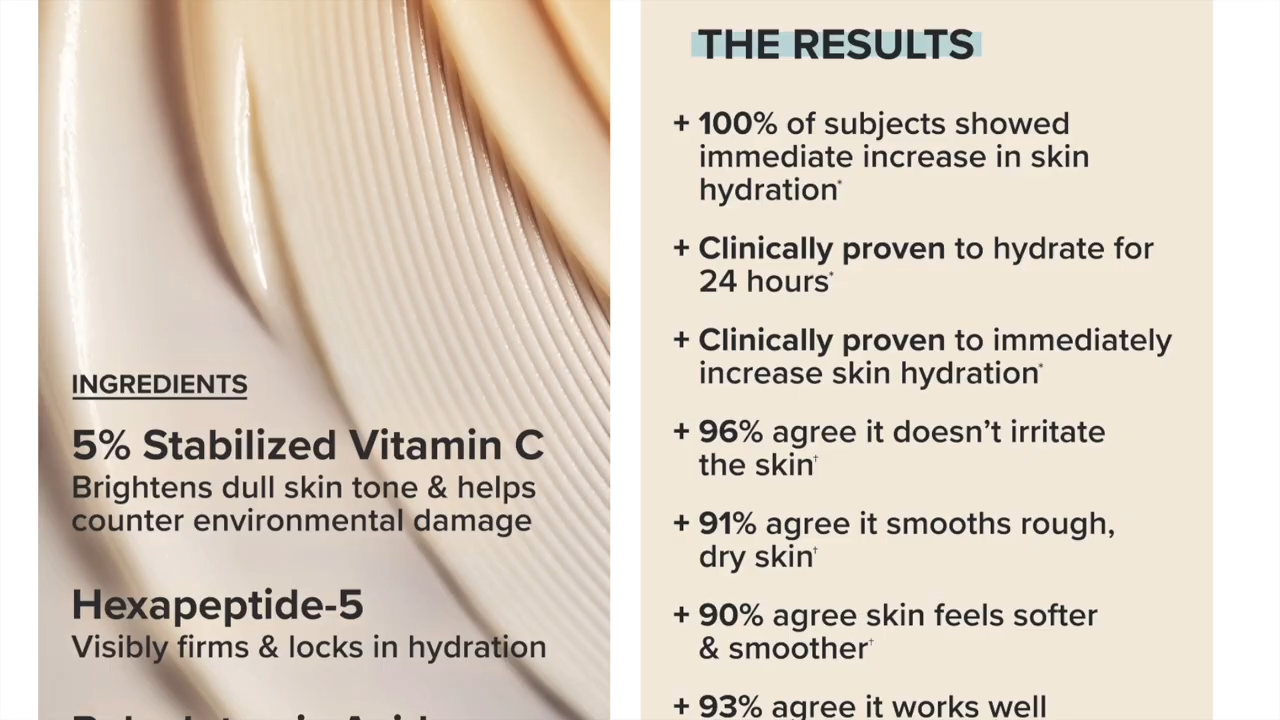 INGREDIENTS
5% Stabilized Vitamin C
Brightens dull skin tone & helps
counter environmental damage
Hexapeptide-5
Visibly firms & locks in hydration
THE RESULTS
+ 100% of subjects showed
immediate increase in skin
hydration*
+ Clinically proven to hydrate for
24 hours*
+ Clinically proven to immediately
increase skin hydration*
+ 96% agree it doesn’t irritate
the skin†
+ 91% agree it smooths rough,
dry skin†
+ 90% agree skin feels softer
& smoother†
+ 93% agree it works well